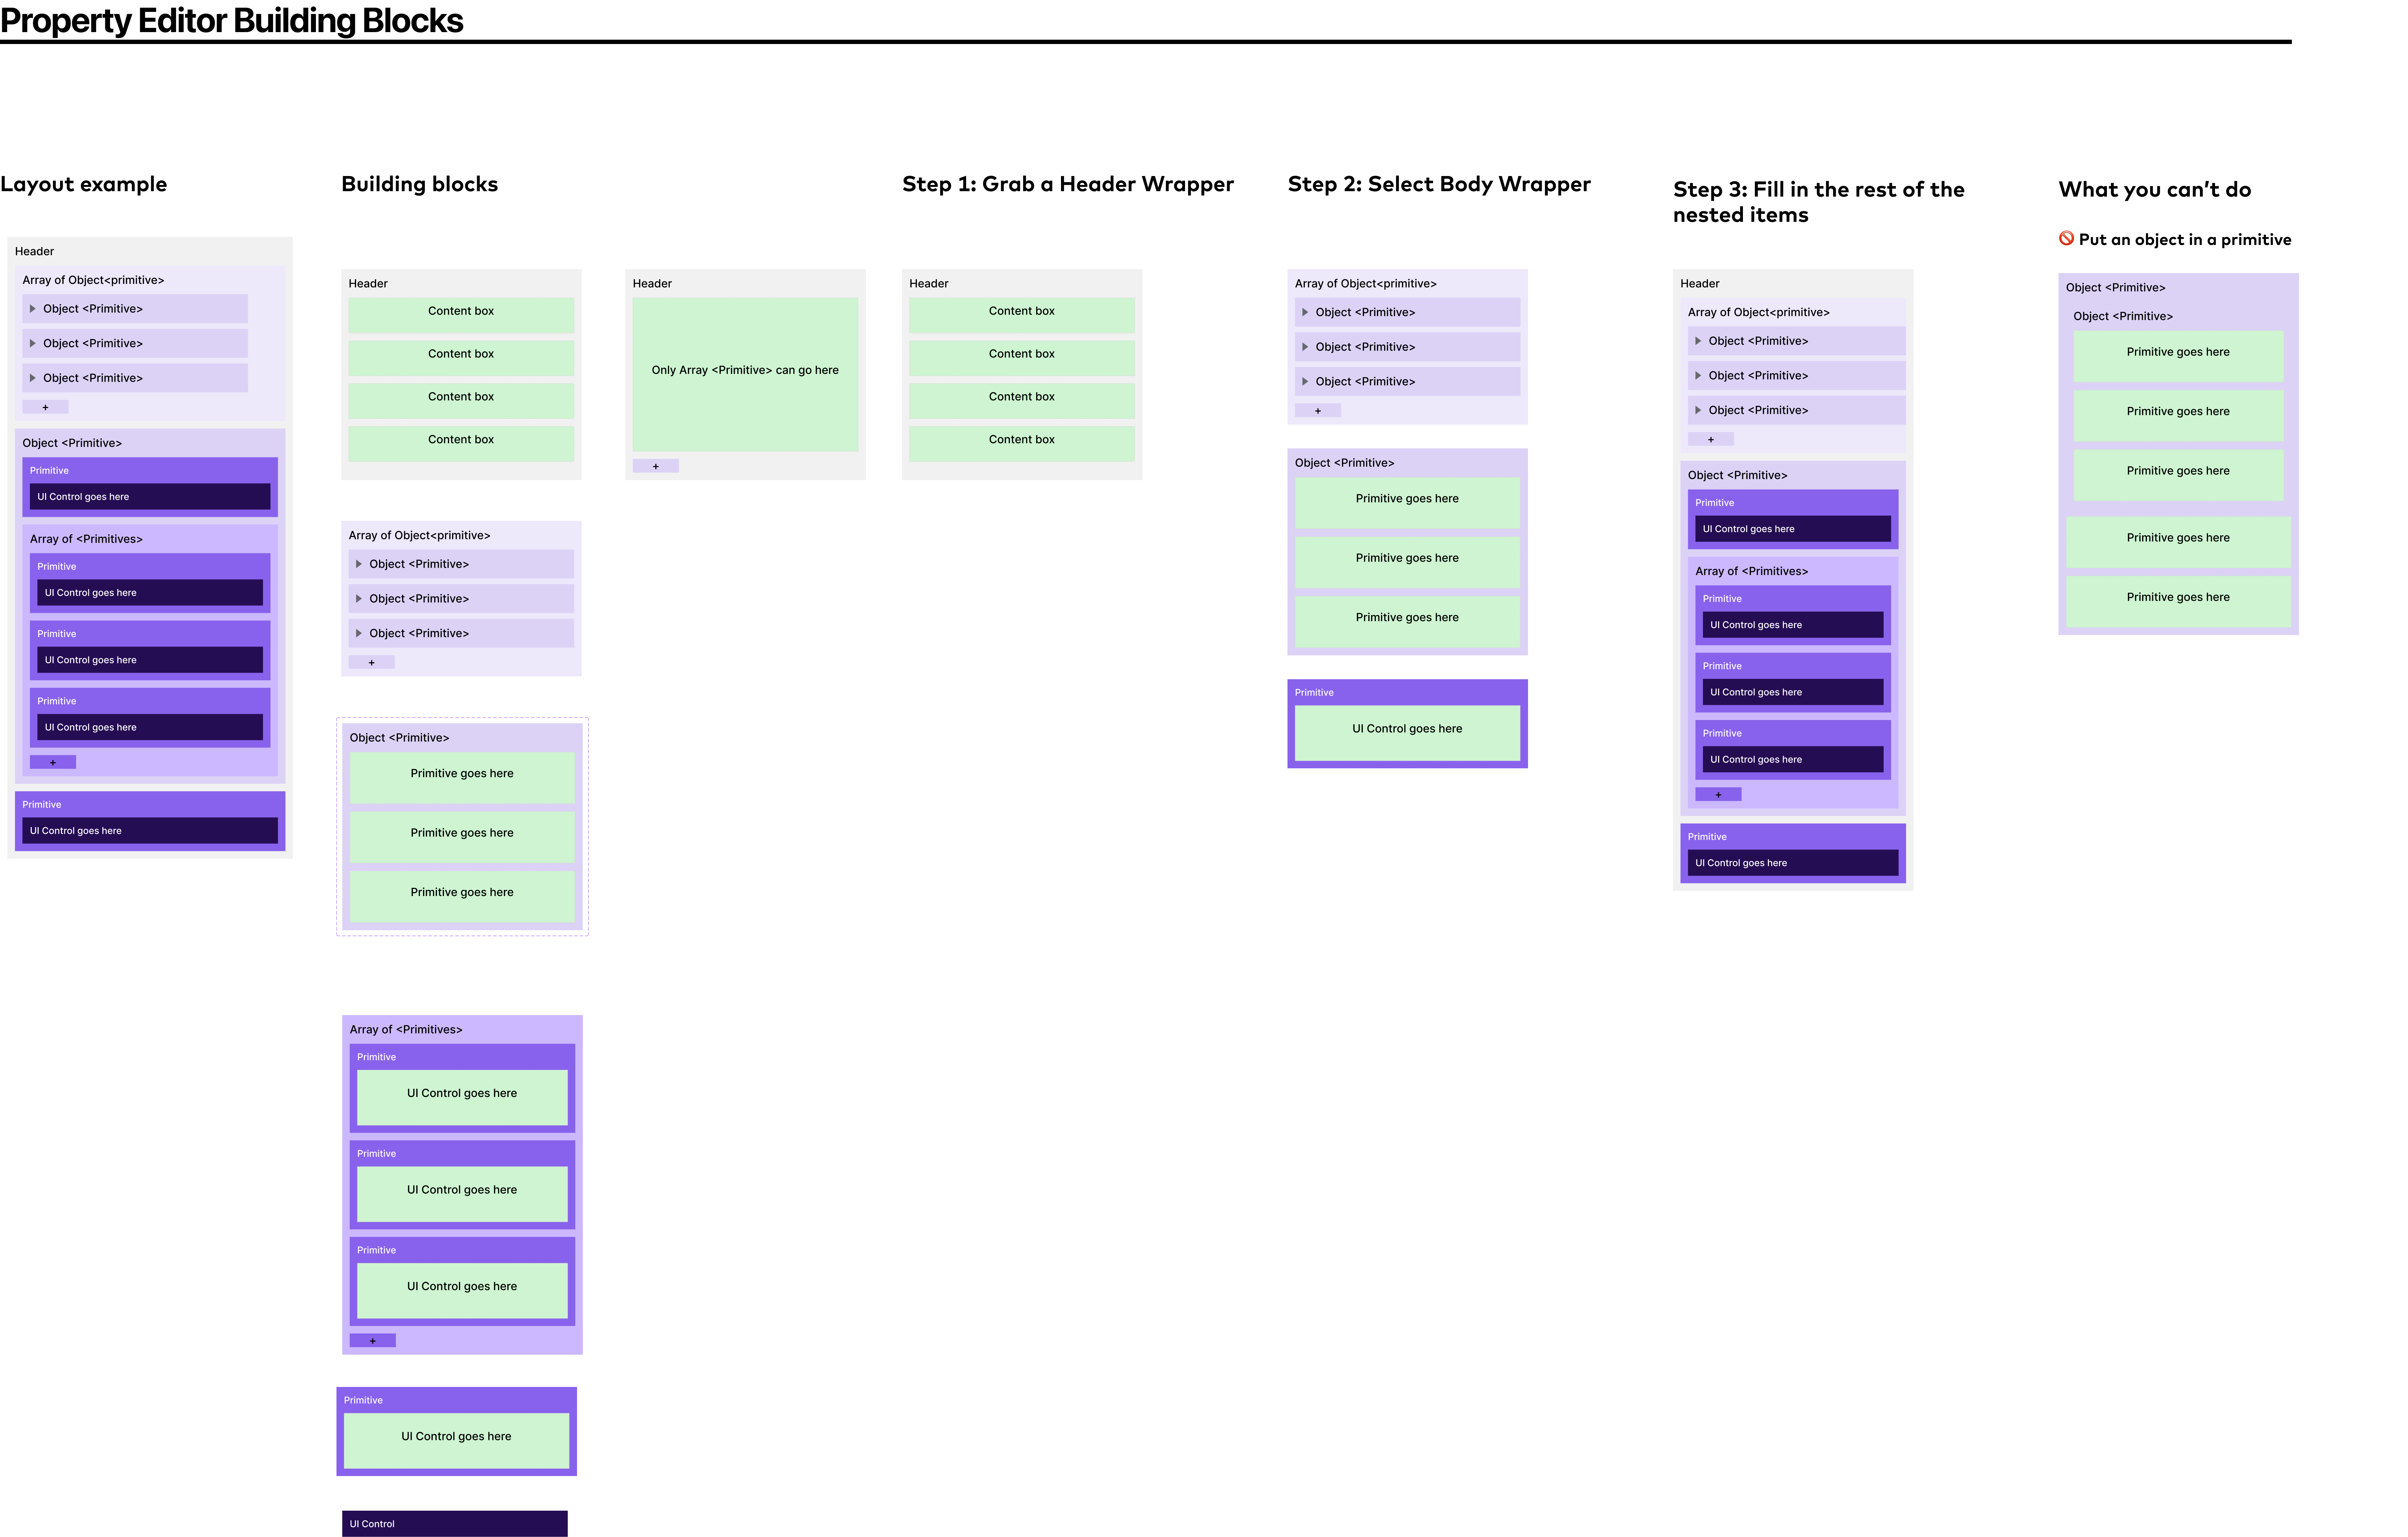 Property Editor Building Blocks
Layout example
Header
Array of Object<primitive>
Object <Primitive>
Object <Primitive>
Object <Primitive>
+
Object <Primitive>
Primitive
UI Control goes here
Array of <Primitives>
Primitive
UI Control goes here
Primitive
UI Control goes here
Primitive
UI Control goes here
+
Primitive
UI Control goes here
Building blocks
Header
Content box
Content box
Content box
Content box
Header
Only Array <Primitive> can go here
+
Array of Object<primitive>
Object <Primitive>
Object <Primitive>
Object <Primitive>
+
Object <Primitive>
Primitive goes here
Primitive goes here
Primitive goes here
Array of <Primitives>
Primitive
UI Control goes here
Primitive
UI Control goes here
Primitive
UI Control goes here
+
Primitive
UI Control goes here
UI Control
Step 1: Grab a Header Wrapper
Header
Content box
Content box
Content box
Content box
Step 2: Select Body Wrapper
Array of Object<primitive>
Object <Primitive>
Object <Primitive>
Object <Primitive>
+
Object <Primitive>
Primitive goes here
Primitive goes here
Primitive goes here
Primitive
UI Control goes here
Step 3: Fill in the rest of the
nested items
Header
Array of Object<primitive>
Object <Primitive>
Object <Primitive>
Object <Primitive>
+
Object <Primitive>
Primitive
UI Control goes here
Array of <Primitives>
Primitive
UI Control goes here
Primitive
UI Control goes here
Primitive
UI Control goes here
+
Primitive
UI Control goes here
What you can’t do
🚫 Put an object in a primitive
Object <Primitive>
Object <Primitive>
Primitive goes here
Primitive goes here
Primitive goes here
Primitive goes here
Primitive goes here